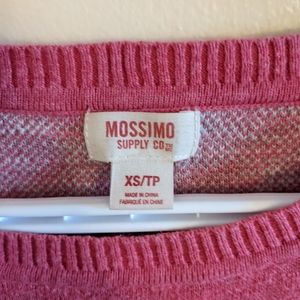 MOSSIMO
SUPPLY CO.
XS/TP
MADE IN CHINA
FABRIQUÉ EN CHINE